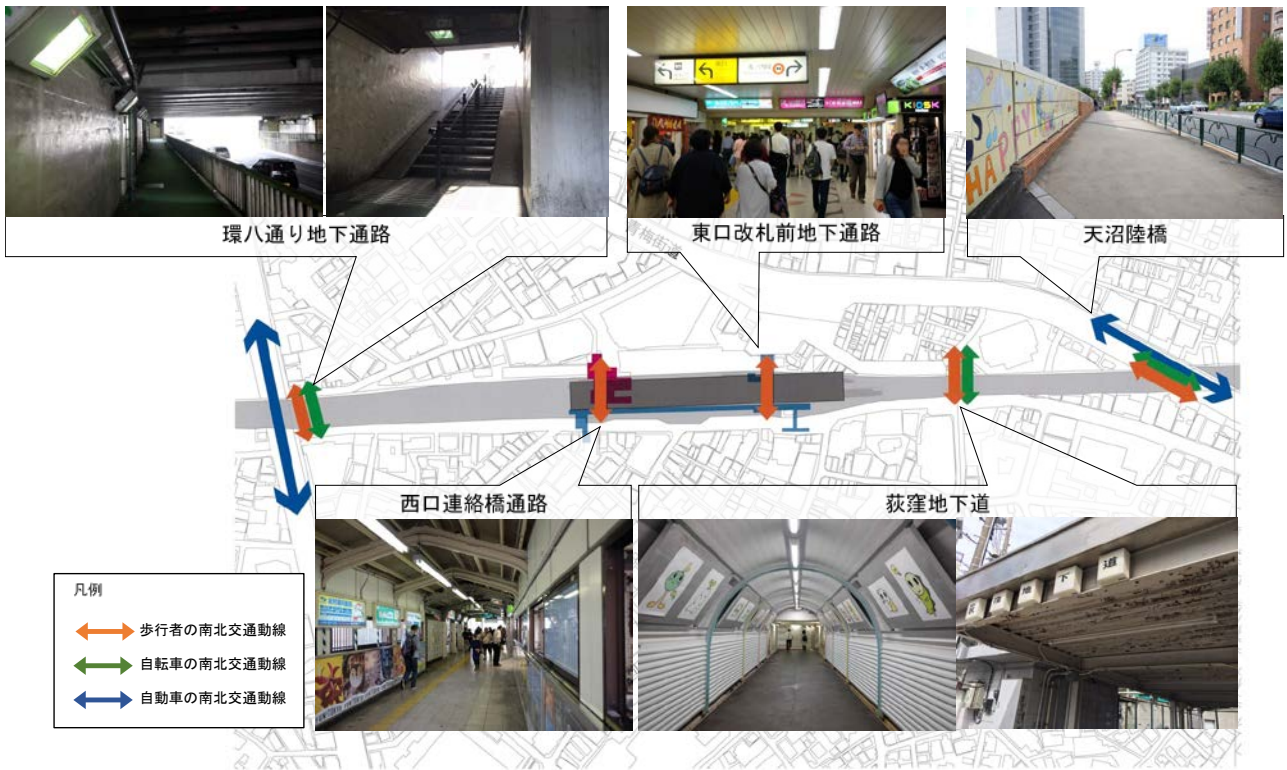 環八通り地下通路
東口改札前地下通路
天沼陸橋
KIOSK
HAPPY
青梅街道
西口連絡橋通路
荻窪地下道
荻窪地下道
凡例
歩行者の南北交通動線
自転車の南北交通動線
自動車の南北交通動線